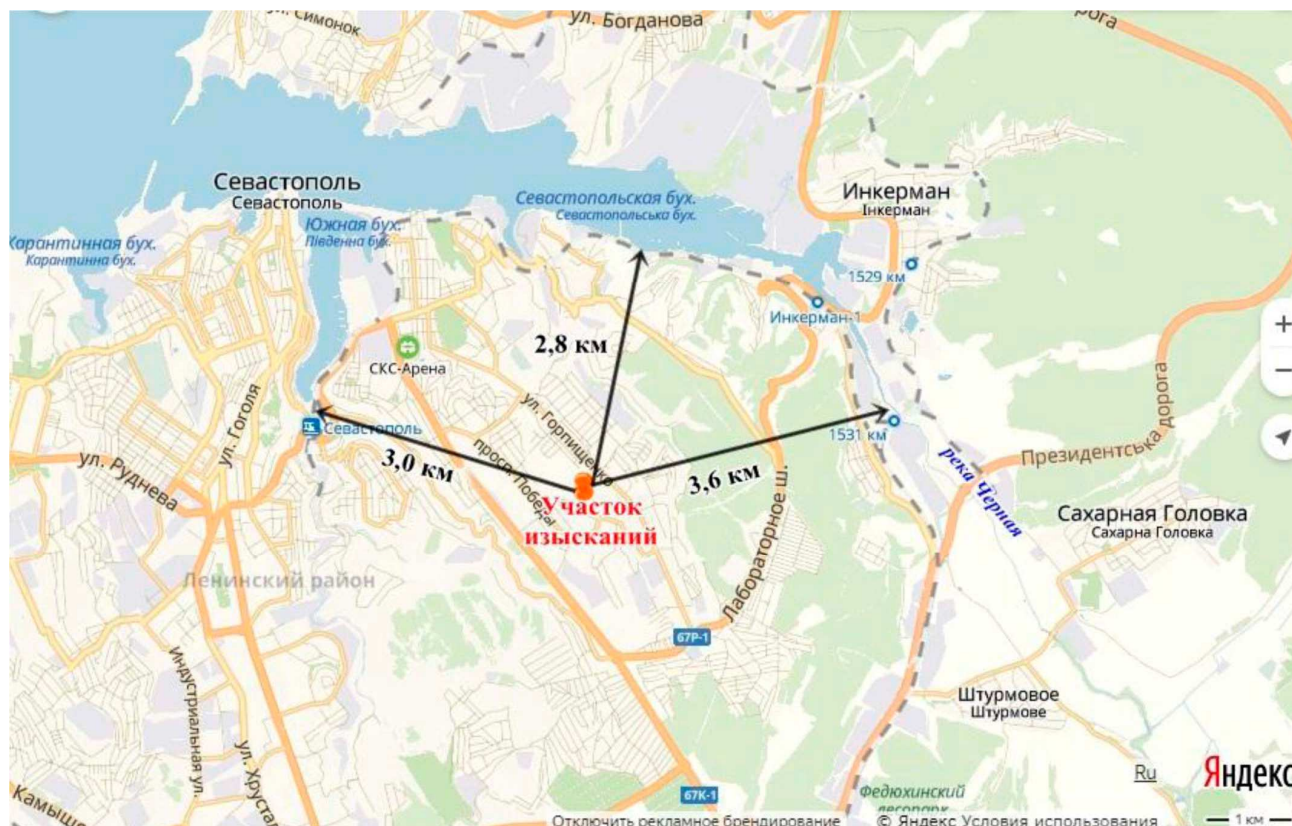 ул. Симонок
ул. Богданова
Севастополь
Севастополь
Южная бух.
Південна бух.
Карантинная бух.
Карантинна бух.
Севастопольская бух.
Севастопольська бух.
Инкерман
Інкерман
1529 км
Инкерман-1
2,8 км
СКС-Арена
ул. Гоголя
Севастополь
3,0 км
ул. Горпищенко
просп. Победы
3,6 км
1531 км
Президентська дорога
река Черная
ул. Руднева
Участок
изысканий
Сахарная Головка
Сахарна Головка
Ленинский район
Лабораторное ш.
67Р-1
Индустриальная ул.
Штурмовое
Штурмове
67К-1
Федюхинский
лесопарк
Ru
Яндекс
Отключить рекламное брендирование
© Яндекс Условия использования
1 км